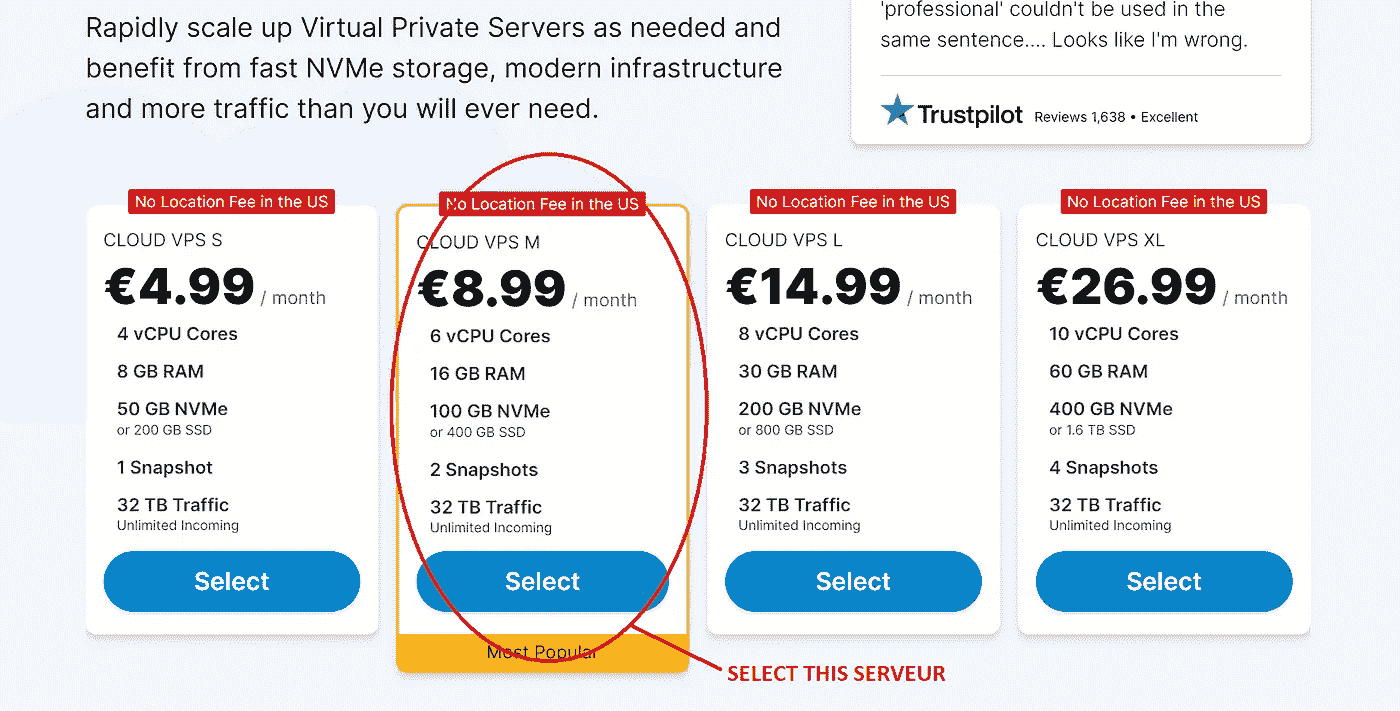 Rapidly scale up Virtual Private Servers as needed and
benefit from fast NVMe storage, modern infrastructure
and more traffic than you will ever need.
'professional' couldn't be used in the
same sentence.... Looks like I'm wrong.
Trustpilot Reviews 1,638 • Excellent
No Location Fee in the US
CLOUD VPS S
€4.99 / month
4 vCPU Cores
8 GB RAM
50 GB NVMe
or 200 GB SSD
1 Snapshot
32 TB Traffic
Unlimited Incoming
Select
No Location Fee in the US
CLOUD VPS M
€8.99 / month
6 vCPU Cores
16 GB RAM
100 GB NVMe
or 400 GB SSD
2 Snapshots
32 TB Traffic
Unlimited Incoming
Select
Most Popular
No Location Fee in the US
CLOUD VPS L
€14.99 / month
8 vCPU Cores
30 GB RAM
200 GB NVMe
or 800 GB SSD
3 Snapshots
32 TB Traffic
Unlimited Incoming
Select
No Location Fee in the US
CLOUD VPS XL
€26.99 / month
10 vCPU Cores
60 GB RAM
400 GB NVMe
or 1.6 TB SSD
4 Snapshots
32 TB Traffic
Unlimited Incoming
Select
SELECT THIS SERVEUR